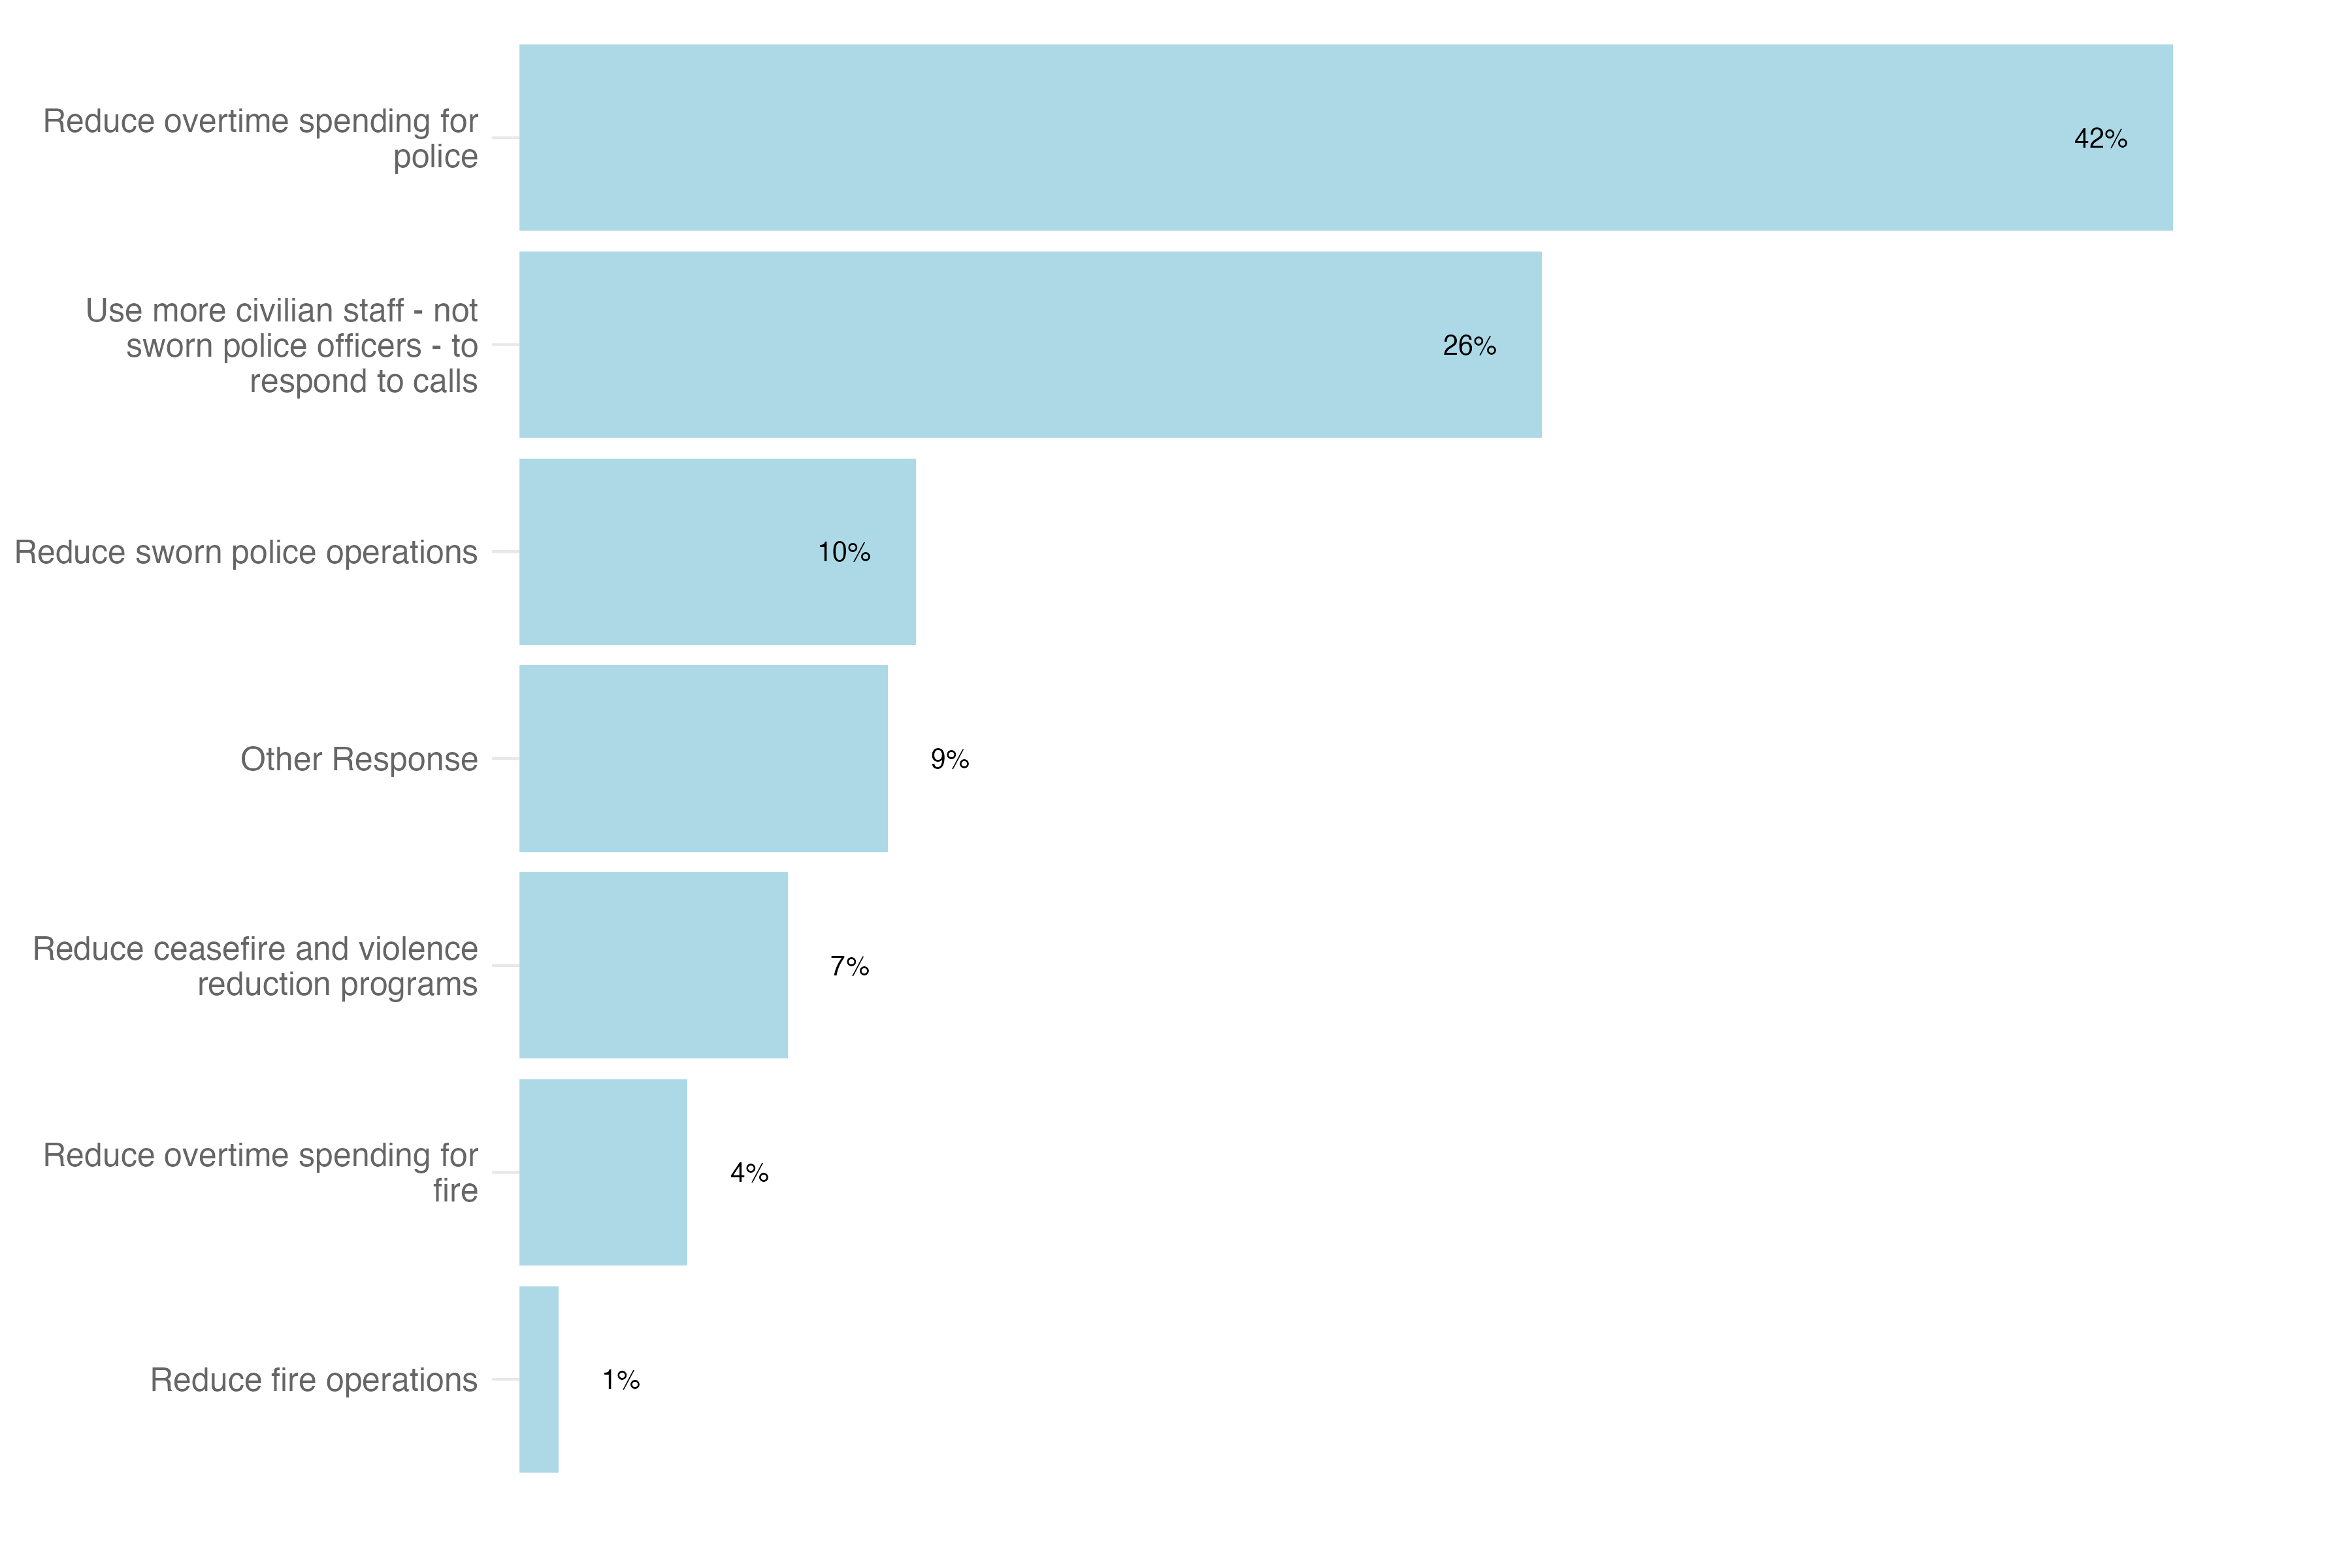 Reduce overtime spending for
police
42%
Use more civilian staff - not
sworn police officers - to
respond to calls
26%
Reduce sworn police operations
10%
Other Response
9%
Reduce ceasefire and violence
reduction programs
7%
Reduce overtime spending for
fire
4%
Reduce fire operations
1%